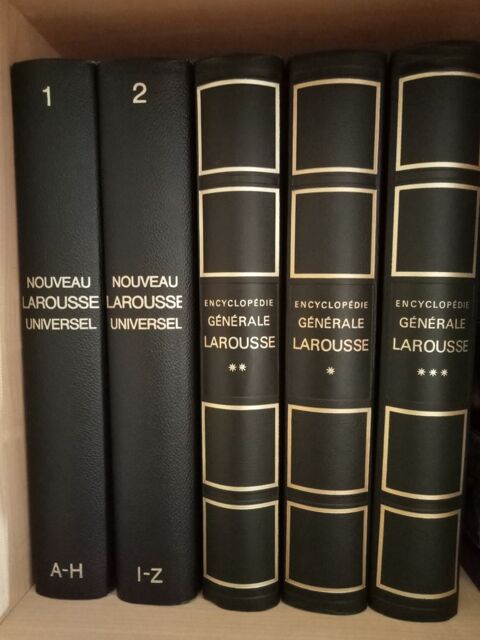 1
NOUVEAU
LAROUSSE
UNIVERSEL
A-H
2
NOUVEAU
LAROUSSE
UNIVERSEL
I-Z
ENCYCLOPÉDIE
GÉNÉRALE
LAROUSSE
**
ENCYCLOPÉDIE
GÉNÉRALE
LAROUSSE
*
ENCYCLOPÉDIE
GÉNÉRALE
LAROUSSE
***